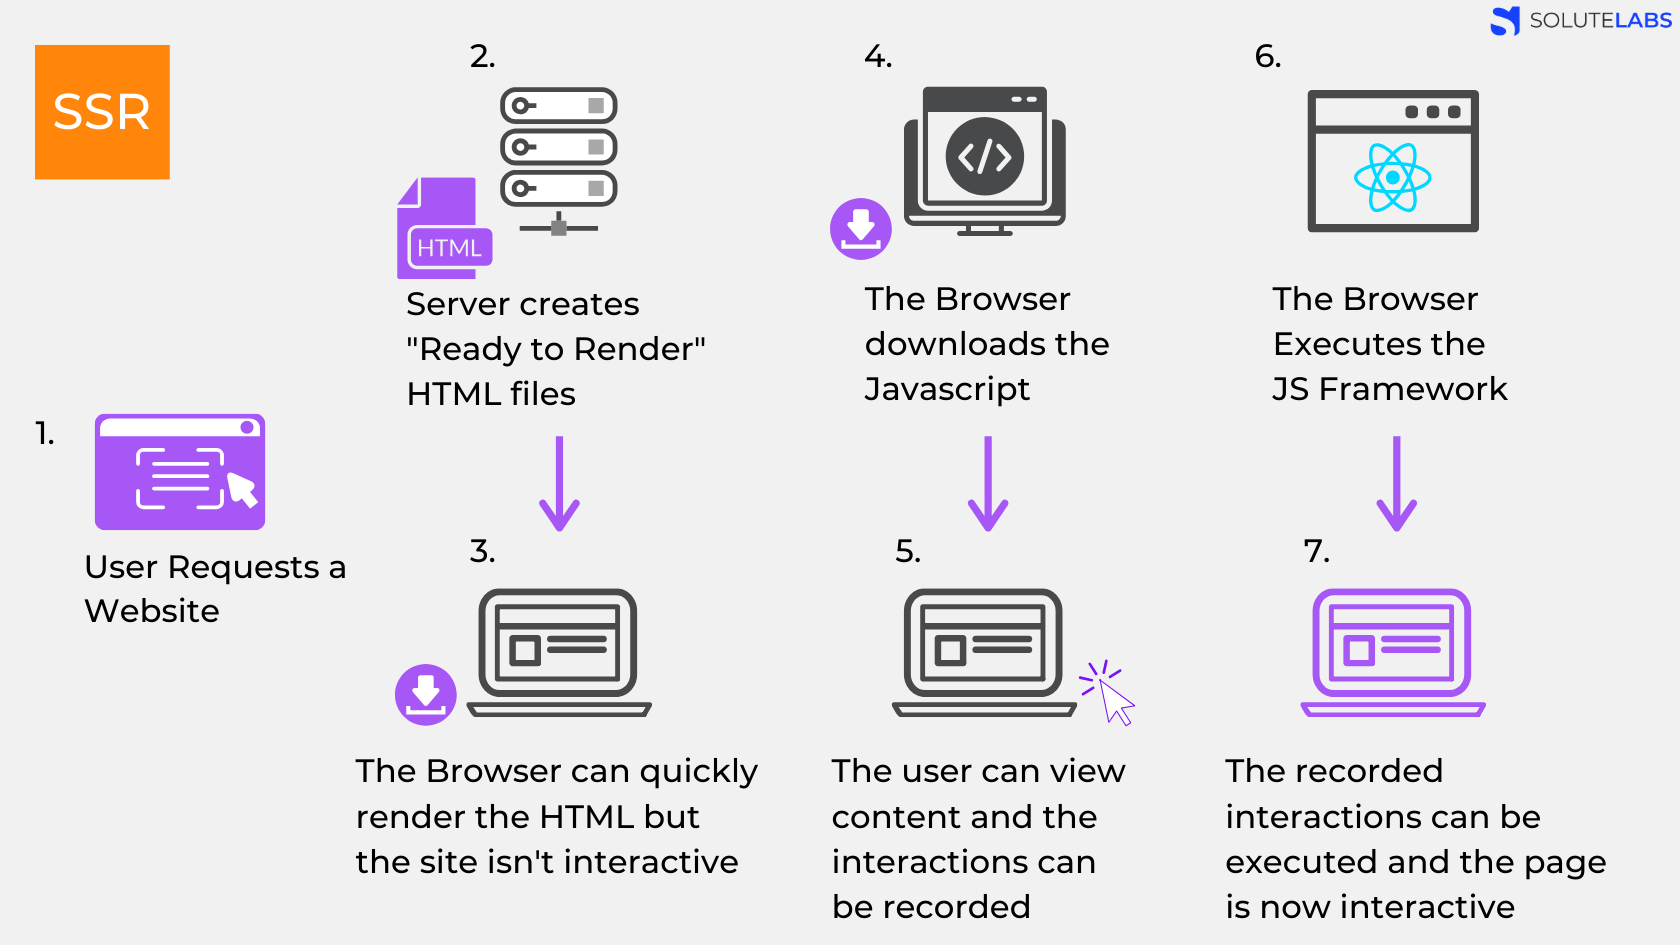 SOLUTELABS
SSR
1.
User Requests a
Website
2.
HTML
Server creates
"Ready to Render"
HTML files
3.
The Browser can quickly
render the HTML but
the site isn't interactive
4.
</>
The Browser
downloads the
Javascript
5.
The user can view
content and the
interactions can
be recorded
6.
The Browser
Executes the
JS Framework
7.
The recorded
interactions can be
executed and the page
is now interactive